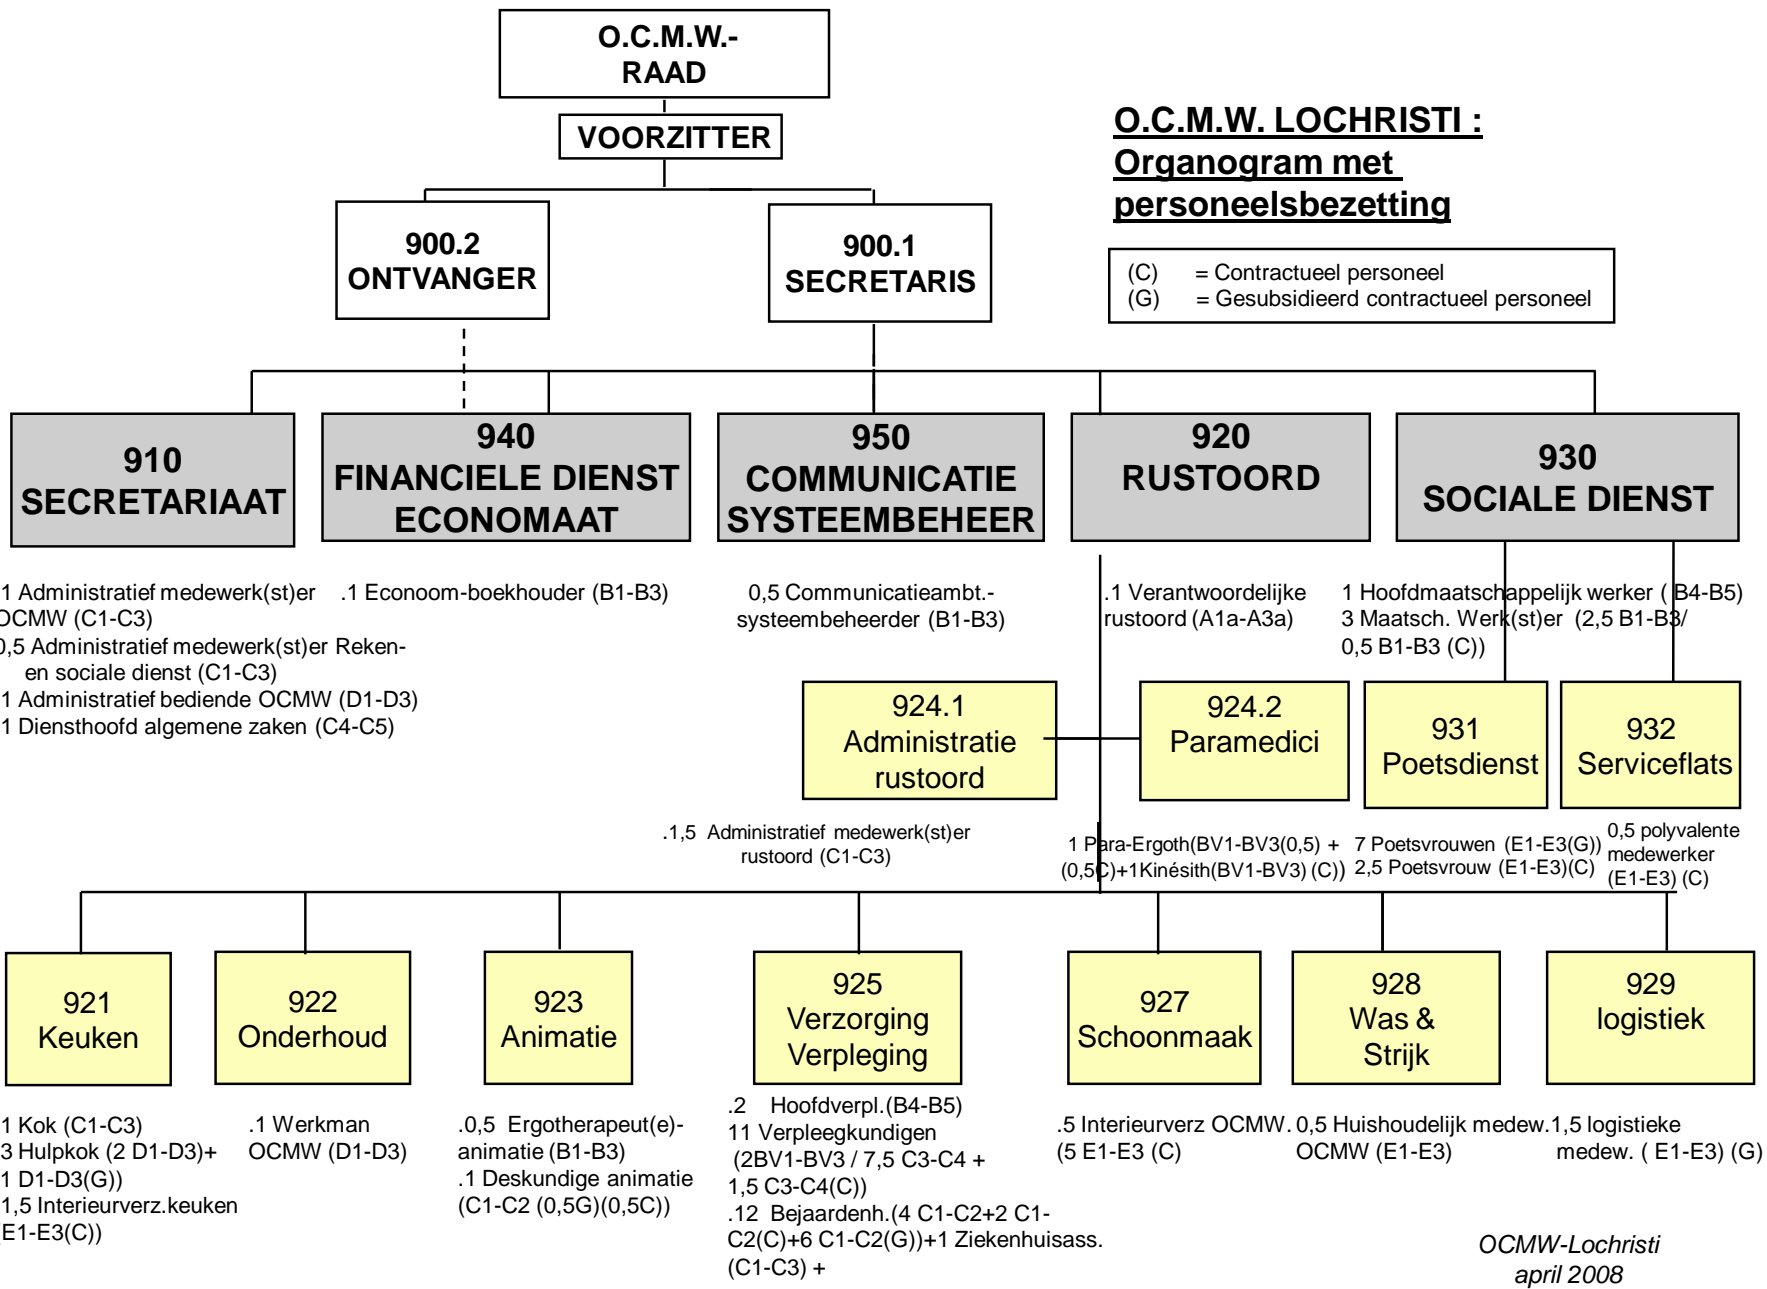 O.C.M.W.-
RAAD
VOORZITTER
O.C.M.W. LOCHRISTI :
Organogram met
personeelsbezetting
900.2
ONTVANGER
900.1
SECRETARIS
(C) = Contractueel personeel
(G) = Gesubsidieerd contractueel personeel
910
SECRETARIAAT
940
FINANCIELE DIENST
ECONOMAAT
950
COMMUNICATIE
SYSTEEMBEHEER
920
RUSTOORD
930
SOCIALE DIENST
1 Administratief medewerk(st)er
OCMW (C1-C3)
0,5 Administratief medewerk(st)er Reken-
en sociale dienst (C1-C3)
1 Administratief bediende OCMW (D1-D3)
1 Diensthoofd algemene zaken (C4-C5)
.1 Econoom-boekhouder (B1-B3)
0,5 Communicatieambt.-
systeembeheerder (B1-B3)
.1 Verantwoordelijke
rustoord (A1a-A3a)
1 Hoofdmaatschappelijk werker ( B4-B5)
3 Maatsch. Werk(st)er (2,5 B1-B3/
0,5 B1-B3 (C))
924.1
Administratie
rustoord
924.2
Paramedici
931
Poetsdienst
932
Serviceflats
.1,5 Administratief medewerk(st)er
rustoord (C1-C3)
1 Para-Ergoth(BV1-BV3(0,5) +
(0,5C)+1Kinésith(BV1-BV3) (C))
7 Poetsvrouwen (E1-E3(G))
2,5 Poetsvrouw (E1-E3)(C)
0,5 polyvalente
medewerker
(E1-E3) (C)
921
Keuken
922
Onderhoud
923
Animatie
925
Verzorging
Verpleging
927
Schoonmaak
928
Was &
Strijk
929
logistiek
1 Kok (C1-C3)
3 Hulpkok (2 D1-D3)+
1 D1-D3(G))
1,5 Interieurverz.keuken
(E1-E3(C))
.1 Werkman
OCMW (D1-D3)
.0,5 Ergotherapeut(e)-
animatie (B1-B3)
.1 Deskundige animatie
(C1-C2 (0,5G)(0,5C))
.2 Hoofdverpl.(B4-B5)
11 Verpleegkundigen
(2BV1-BV3 / 7,5 C3-C4 +
1,5 C3-C4(C))
.12 Bejaardenh.(4 C1-C2+2 C1-
C2(C)+6 C1-C2(G))+1 Ziekenhuisass.
(C1-C3) +
.5 Interieurverz OCMW.
(5 E1-E3 (C)
0,5 Huishoudelijk medew.
OCMW (E1-E3)
1,5 logistieke
medew. ( E1-E3) (G)
OCMW-Lochristi
april 2008